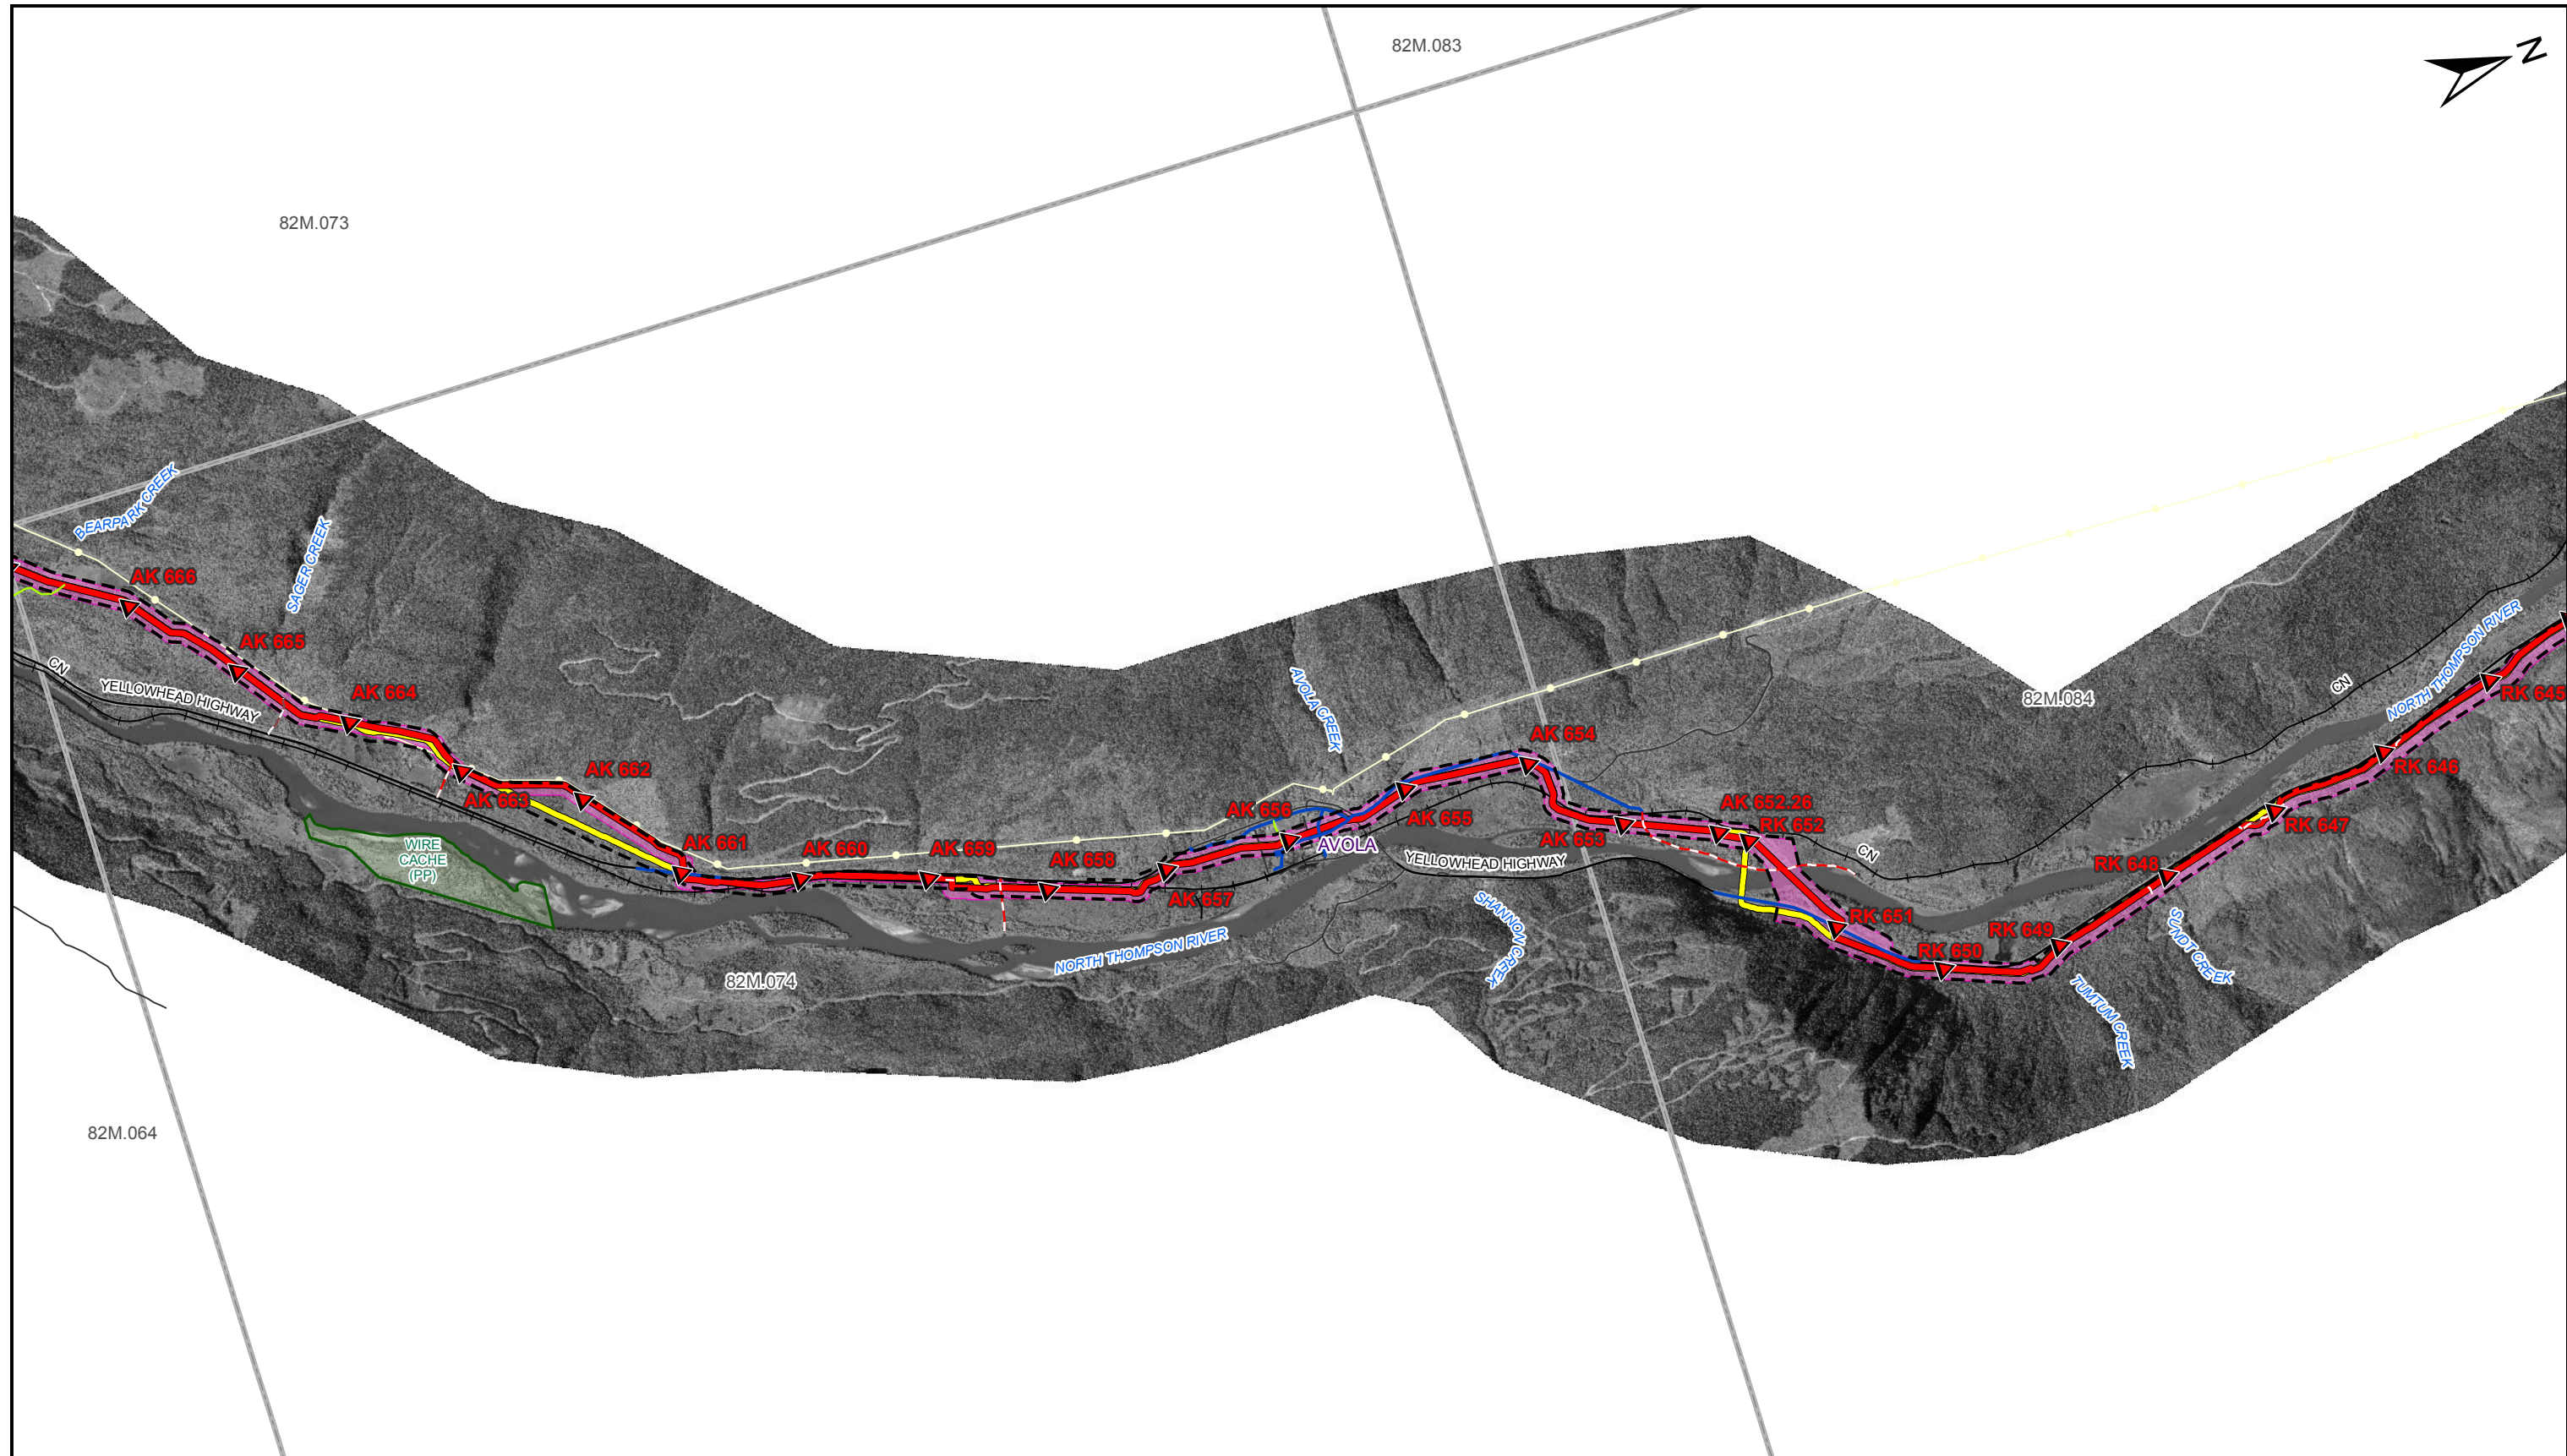 82M.083
N
82M.073
BEARPARK CREEK
SAGER CREEK
AK 666
AK 665
AK 664
AK 663
AK 662
AK 661
AK 660
AK 659
AK 658
AK 657
AK 656
AK 655
AK 654
AK 653
AK 652.26
RK 652
RK 651
RK 650
RK 649
RK 648
RK 647
RK 646
RK 645
CN
YELLOWHEAD HIGHWAY
WIRE
CACHE
(PP)
AVOLA CREEK
AVOLA
YELLOWHEAD HIGHWAY
CN
CN
82M.084
NORTH THOMPSON RIVER
NORTH THOMPSON RIVER
SHANNON CREEK
SUNDT CREEK
TUMTUM CREEK
82M.074
82M.064